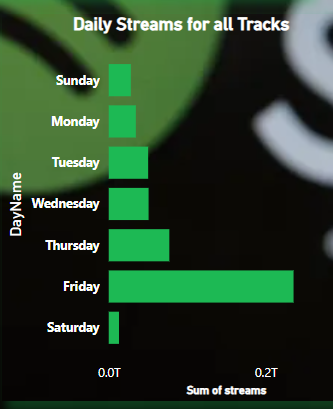 Daily Streams for all Tracks
Sunday
Monday
Tuesday
Wednesday
Thursday
Friday
Saturday
DayName
0.0T 0.2T
Sum of streams